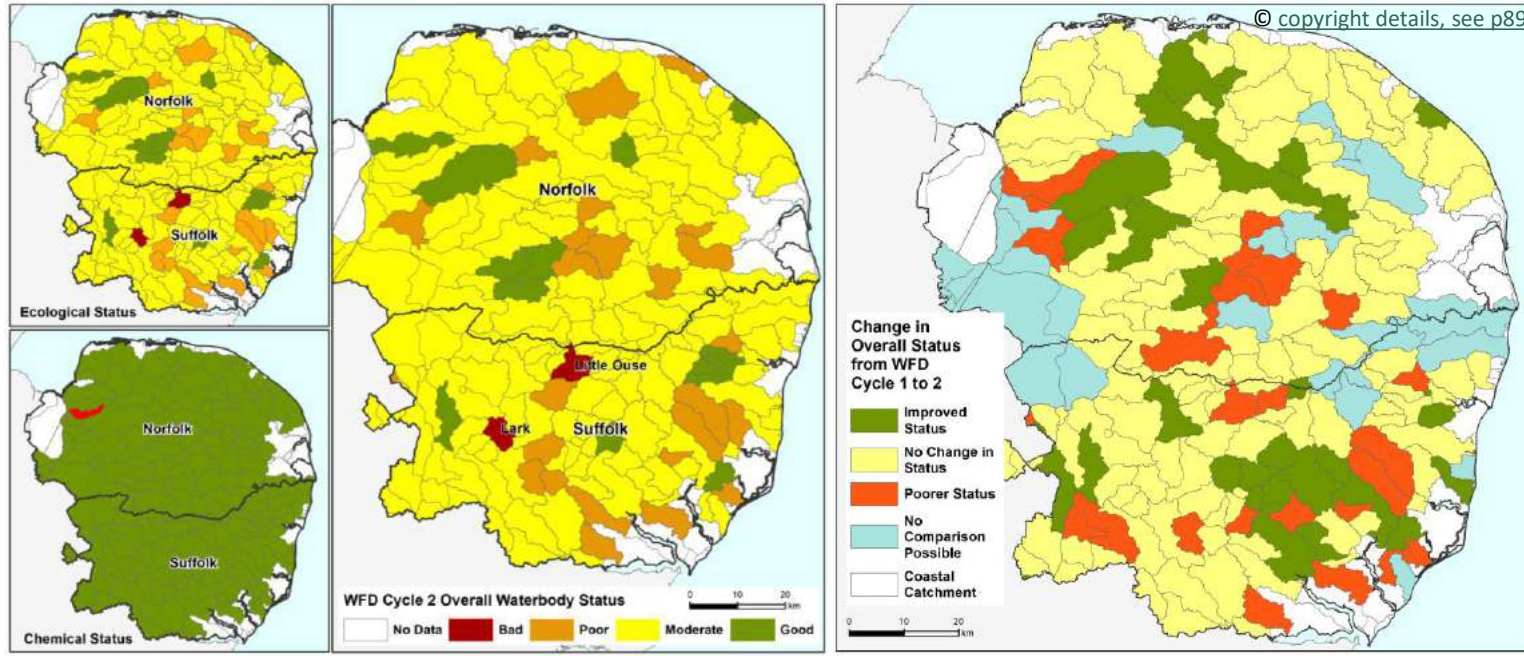 © copyright details, see p89
Norfolk
Suffolk
Ecological Status
Norfolk
Suffolk
Chemical Status
Norfolk
Little Ouse
Lark
Suffolk
WFD Cycle 2 Overall Waterbody Status
0 10 20
km
No Data Bad Poor Moderate Good
Change in
Overall Status
from WFD
Cycle 1 to 2
Improved
Status
No Change in
Status
Poorer Status
No
Comparison
Possible
Coastal
Catchment
0 10 20
km